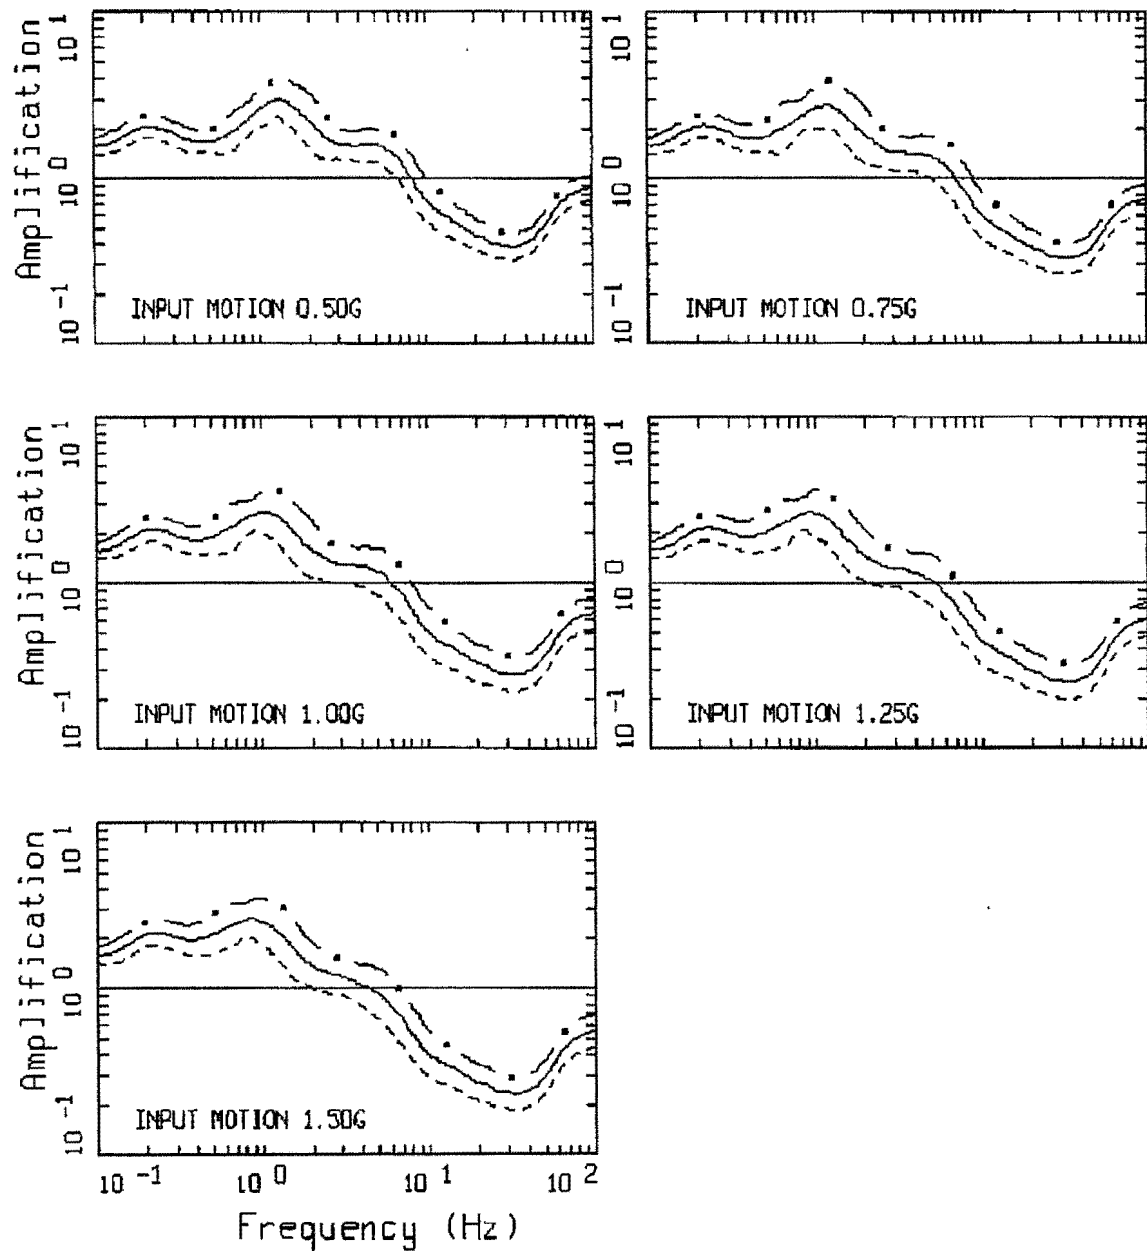 Amplification
10 1
10 0
10 -1
INPUT MOTION 0.50G
10 1
10 0
10 -1
INPUT MOTION 0.75G
Amplification
10 1
10 0
10 -1
INPUT MOTION 1.00G
10 1
10 0
10 -1
INPUT MOTION 1.25G
Amplification
10 1
10 0
10 -1
INPUT MOTION 1.50G
10 -1 10 0 10 1 10 2
Frequency (Hz)